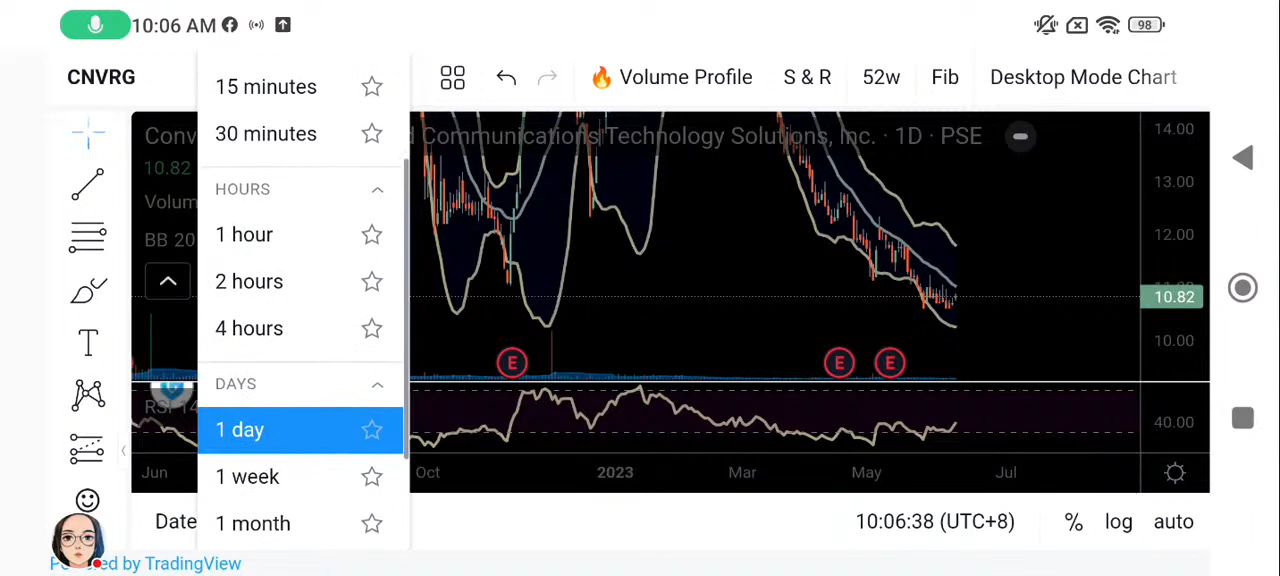 10:06 AM
98
CNVRG
15 minutes
30 minutes
HOURS
1 hour
2 hours
4 hours
DAYS
1 day
1 week
1 month
Volume Profile
S & R
52w
Fib
Desktop Mode Chart
Conv
d Communications Technology Solutions, Inc. · 1D · PSE
10.82
Volum
BB 20
RSI 14
14.00
13.00
12.00
10.82
10.00
40.00
E
E
E
Jun
Oct
2023
Mar
May
Jul
T
Date
10:06:38 (UTC+8)
%
log
auto
ed by TradingView